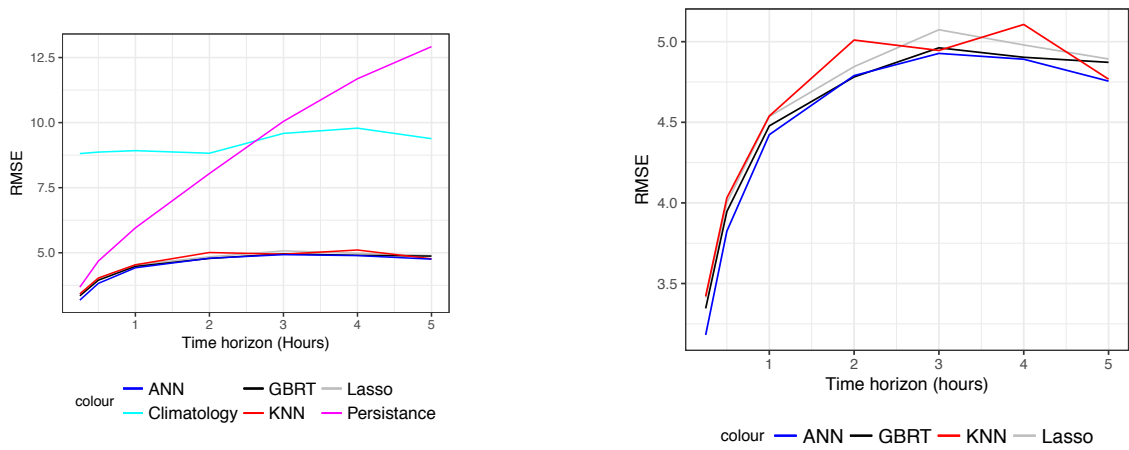 12.5
10.0
7.5
5.0
RMSE
1 2 3 4 5
Time horizon (Hours)
colour
ANN GBRT Lasso
Climatology KNN Persistance
5.0
4.5
4.0
3.5
RMSE
1 2 3 4 5
Time horizon (hours)
colour ANN GBRT KNN Lasso